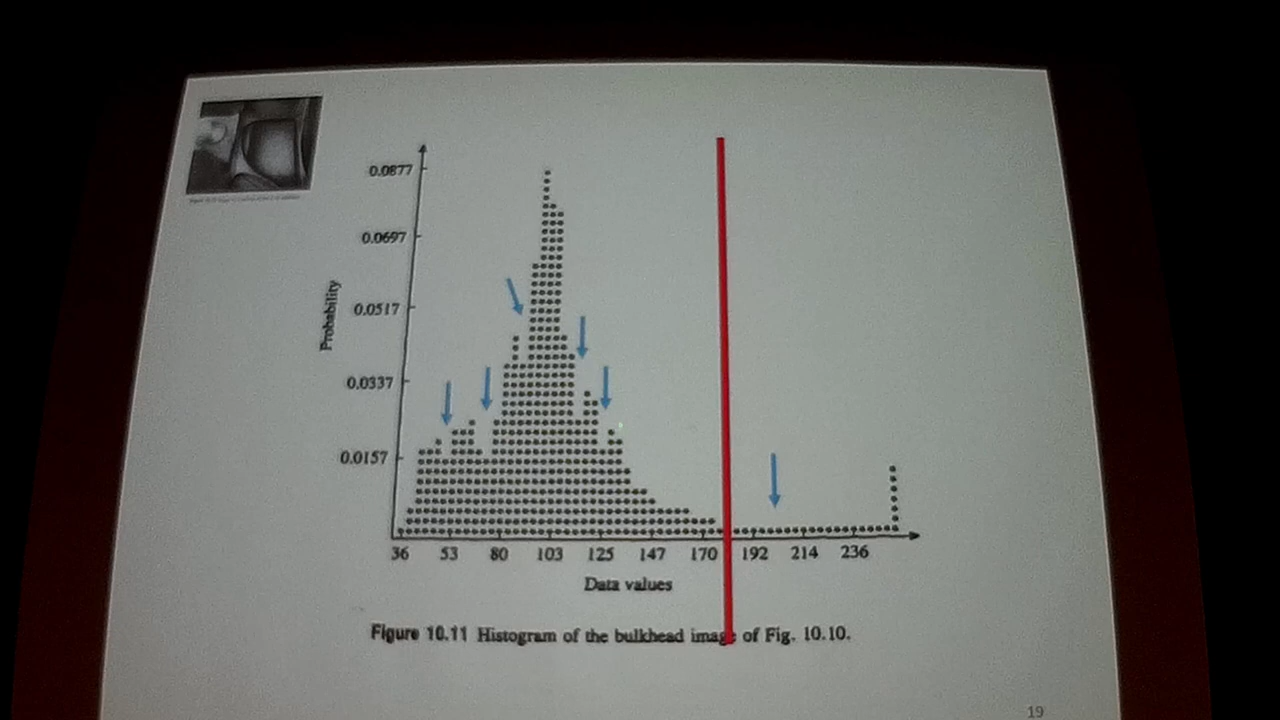 0.0877
0.0697
0.0517
0.0337
0.0157
Probability
36 53 80 103 125 147 170 192 214 236
Data values
Figure 10.11 Histogram of the bulkhead image of Fig. 10.10.
19